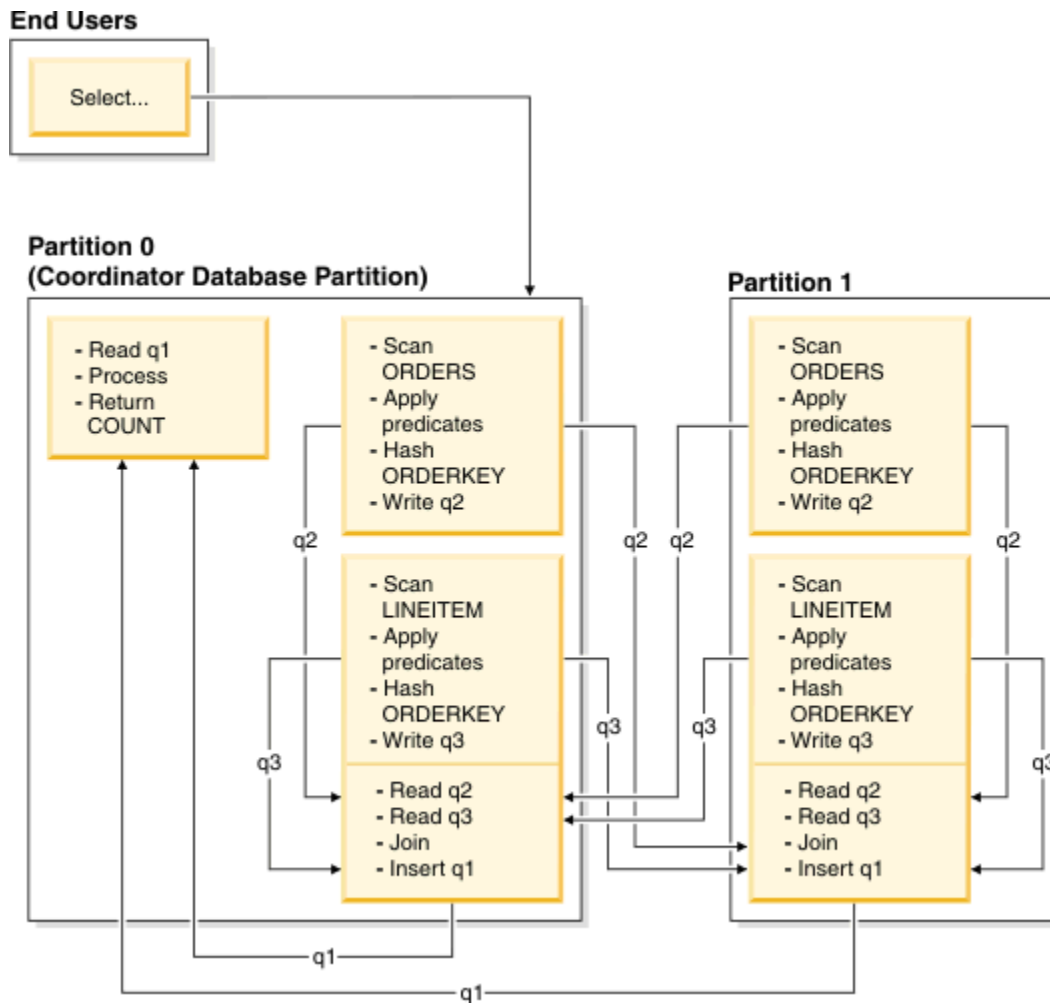 End Users
Select...
Partition 0
(Coordinator Database Partition)
- Read q1
- Process
- Return
COUNT
- Scan
ORDERS
- Apply
predicates
- Hash
ORDERKEY
- Write q2
Partition 1
- Scan
ORDERS
- Apply
predicates
- Hash
ORDERKEY
- Write q2
q2
q2
q2
q2
- Scan
LINEITEM
- Apply
predicates
- Hash
ORDERKEY
- Write q3
- Scan
LINEITEM
- Apply
predicates
- Hash
ORDERKEY
- Write q3
q3
q3
q3
q3
- Read q2
- Read q3
- Join
- Insert q1
- Read q2
- Read q3
- Join
- Insert q1
q1
q1